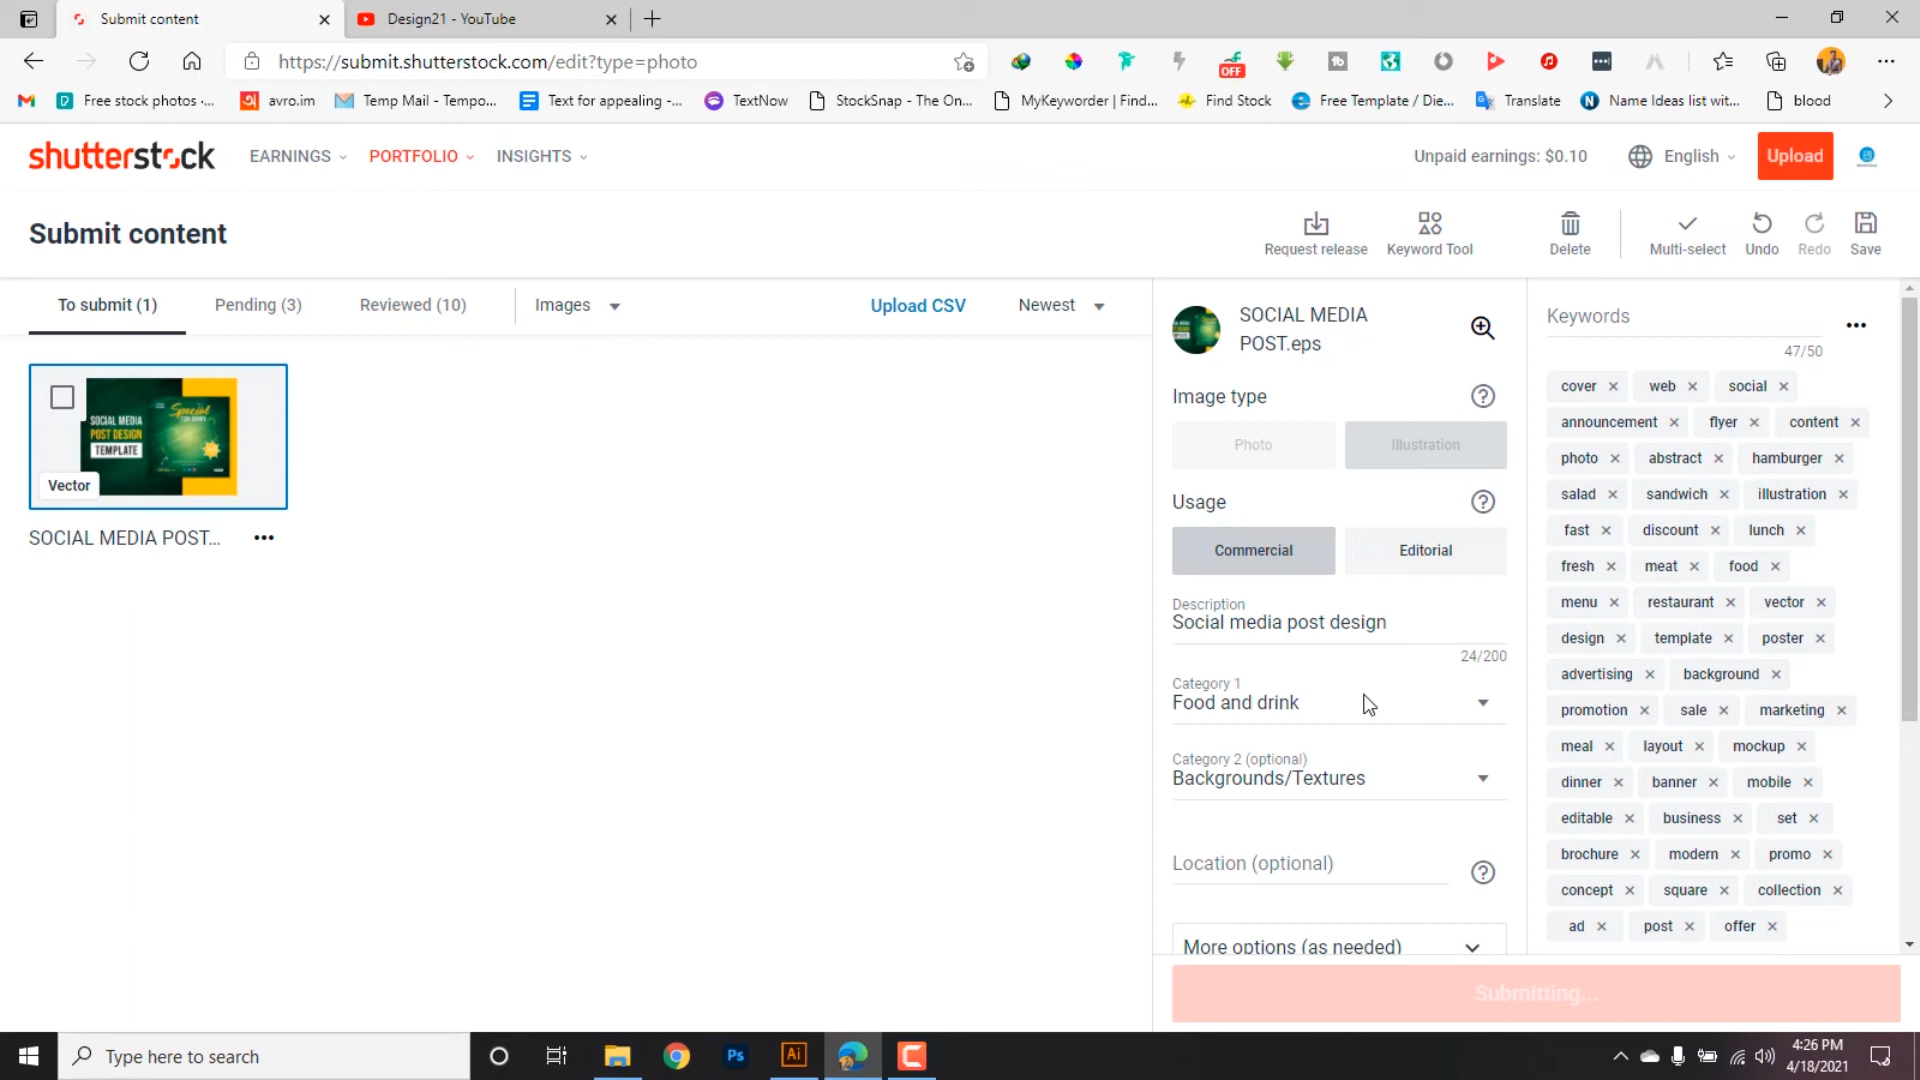 Submit content
Design21 - YouTube
https://submit.shutterstock.com/edit?type=photo
OFF
Free stock photos ·...
avro.im
Temp Mail - Tempo...
Text for appealing -...
TextNow
StockSnap - The On...
MyKeyworder | Find...
Find Stock
Free Template / Die...
Translate
Name Ideas list wit...
blood
shutterstock
EARNINGS
PORTFOLIO
INSIGHTS
Unpaid earnings: $0.10
English
Upload
Submit content
Request release
Keyword Tool
Delete
Multi-select
Undo
Redo
Save
To submit (1)
Pending (3)
Reviewed (10)
Images
Upload CSV
Newest
SOCIAL MEDIA
POST DESIGN
TEMPLATE
Special
Vector
SOCIAL MEDIA POST...
SOCIAL MEDIA
POST.eps
Image type
Photo
Illustration
Usage
Commercial
Editorial
Description
Social media post design
24/200
Category 1
Food and drink
Category 2 (optional)
Backgrounds/Textures
Location (optional)
More options (as needed)
Keywords
47/50
cover × web × social ×
announcement × flyer × content ×
photo × abstract × hamburger ×
salad × sandwich × illustration ×
fast × discount × lunch ×
fresh × meat × food ×
menu × restaurant × vector ×
design × template × poster ×
advertising × background ×
promotion × sale × marketing ×
meal × layout × mockup ×
dinner × banner × mobile ×
editable × business × set ×
brochure × modern × promo ×
concept × square × collection ×
ad × post × offer ×
Submitting...
Type here to search
Ps
Ai
4:26 PM
4/18/2021